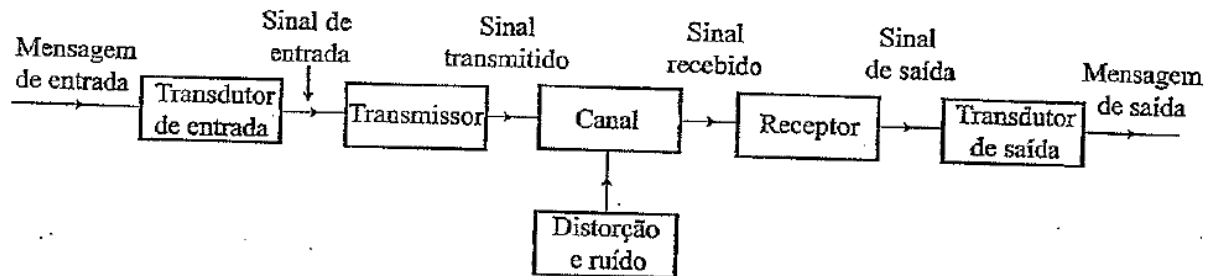 Mensagem
de entrada
Transdutor
de entrada
Sinal de
entrada
Transmissor
Sinal
transmitido
Canal
Distorção
e ruído
Sinal
recebido
Receptor
Sinal
de saída
Transdutor
de saída
Mensagem
de saída